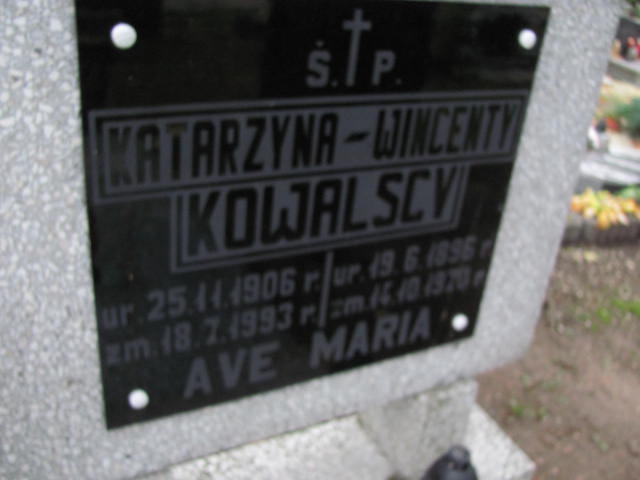 Ś. P.
KATARZYNA - WINCENTY
KOWALSCY
ur. 25.11.1906 r. ur. 19.6.1896 r
zm. 18.7.1993 r. zm. 14.10.1970 r
AVE MARIA